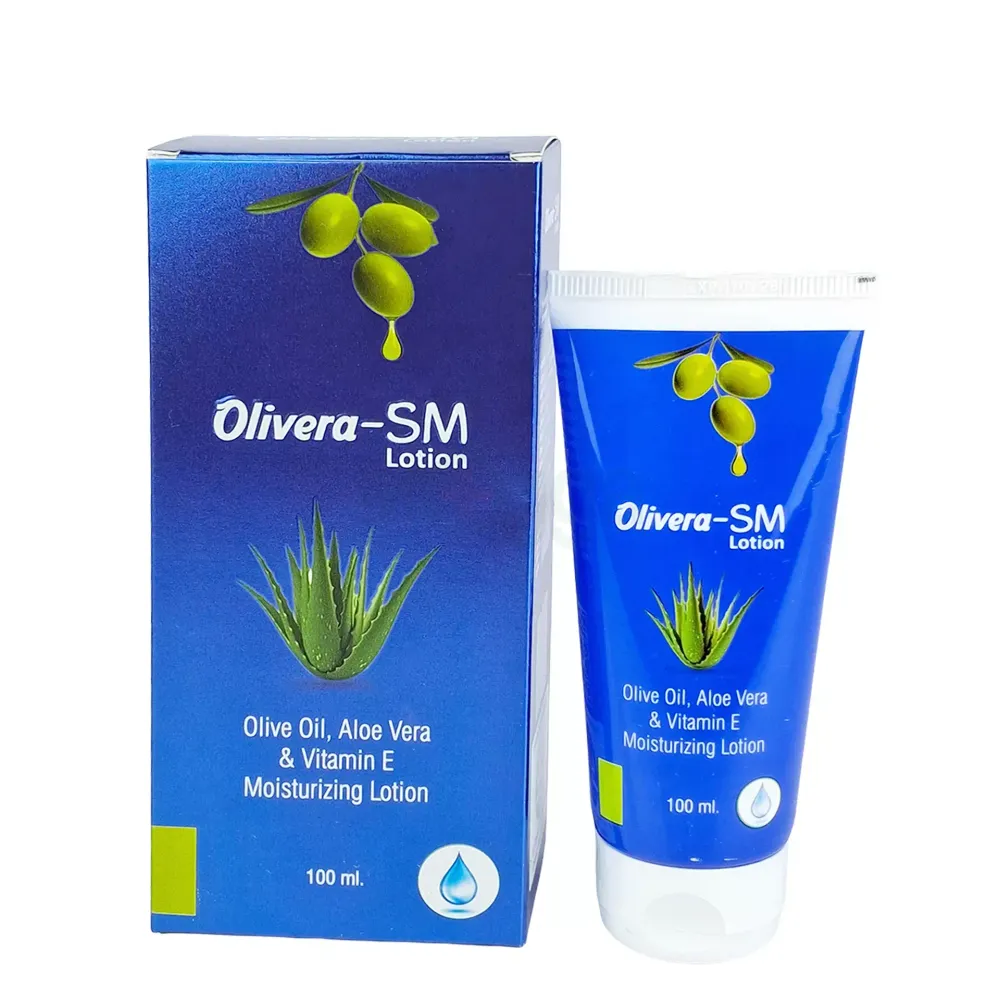 Lotion
Olivera-SM
Lotion
Olive Oil, Aloe Vera
& Vitamin E
Moisturizing Lotion
100 ml.
Olivera-SM
Lotion
Olive Oil, Aloe Vera
& Vitamin E
Moisturizing Lotion
100 ml.